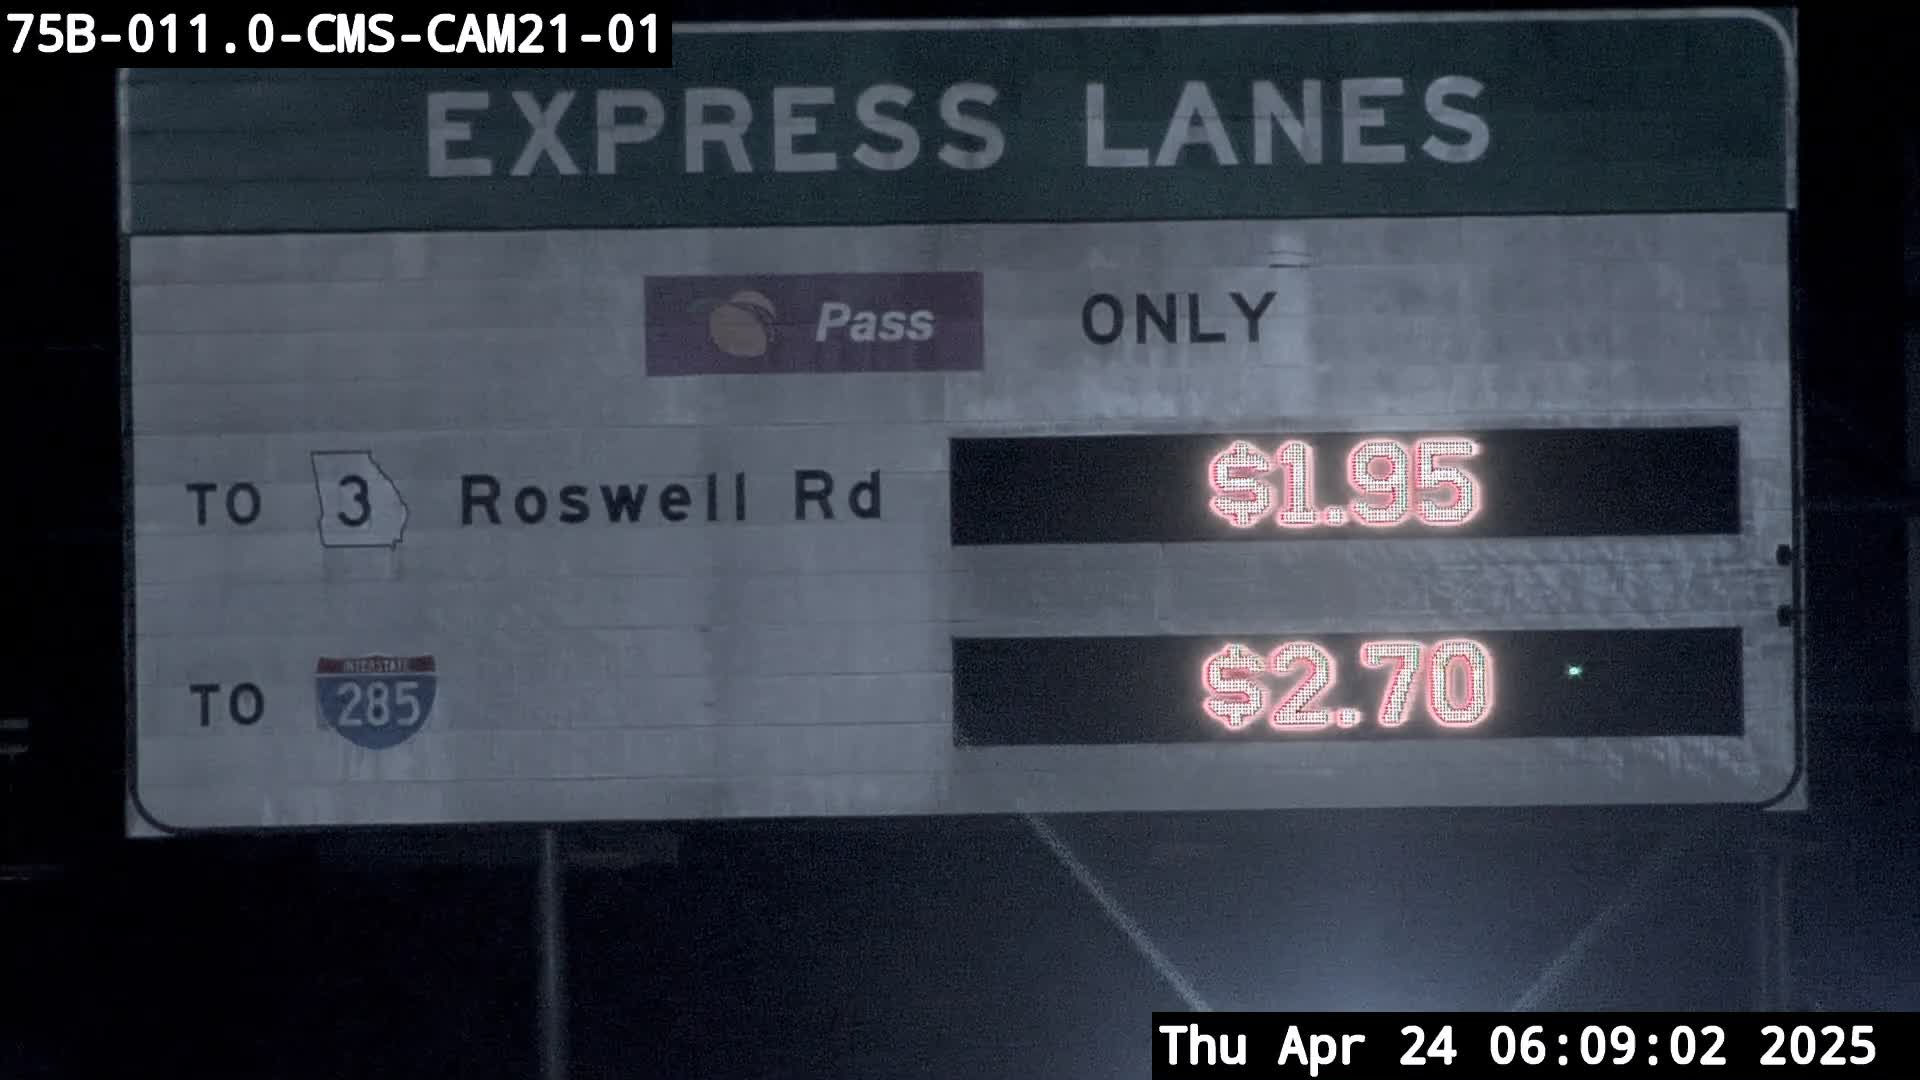 75B-011.0-CMS-CAM21-01
EXPRESS LANES
Pass ONLY
TO 3 Roswell Rd $1.95
INTERSTATE
TO 285 $2.70
Thu Apr 24 06:09:02 2025